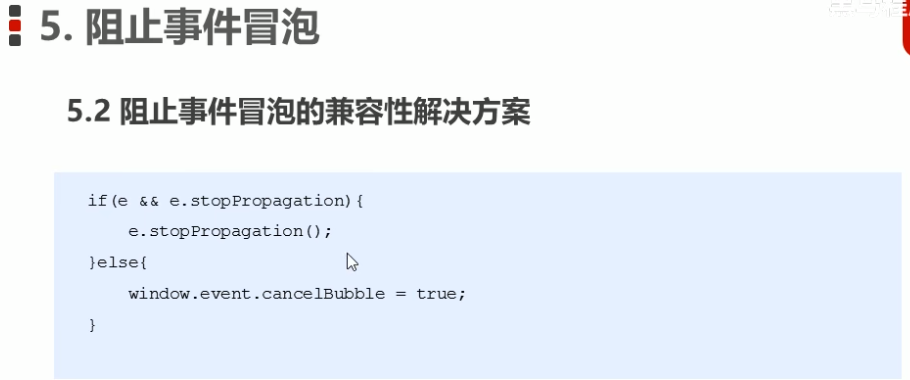 5. 阻止事件冒泡
5.2 阻止事件冒泡的兼容性解决方案
if(e && e.stopPropagation){
e.stopPropagation();
}else{
window.event.cancelBubble = true;
}